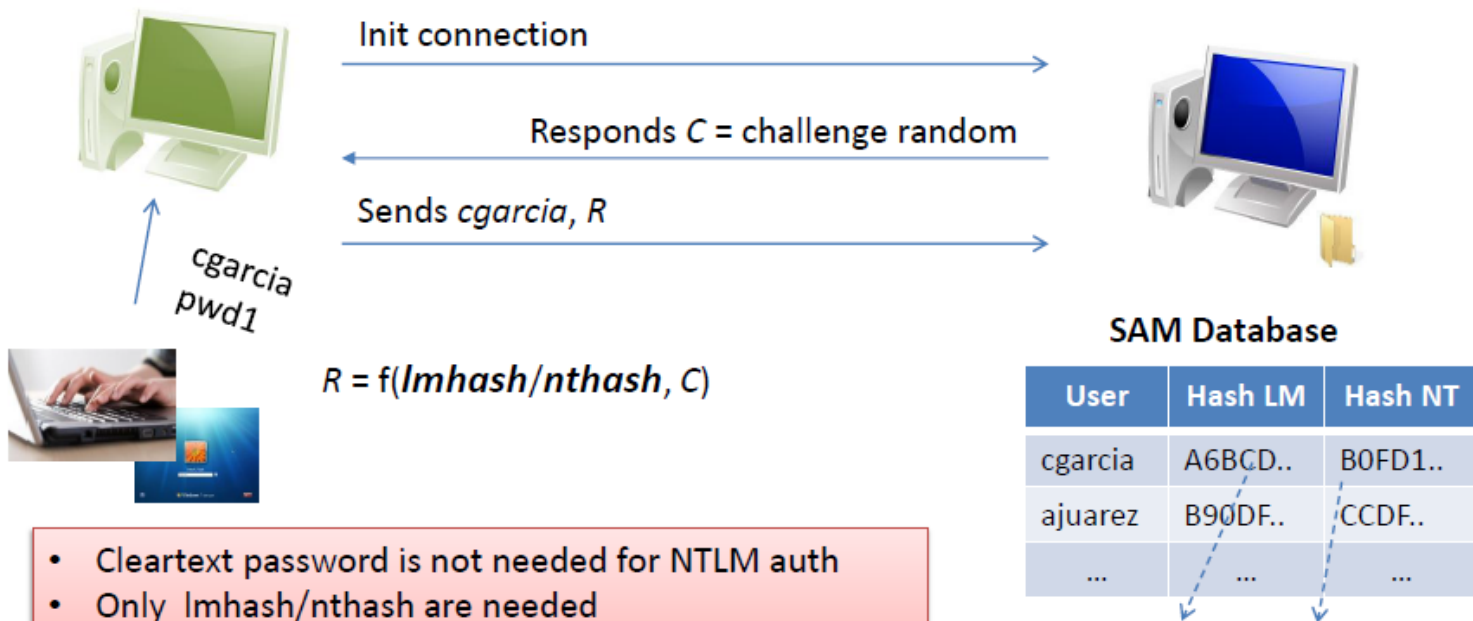 Init connection
Responds C = challenge random
Sends cgarcia, R
cgarcia
pwd1
R = f(lmhash/nthash, C)
SAM Database
User Hash LM Hash NT
cgarcia A6BCD.. B0FD1..
ajuarez B90DF.. CCDF..
... ... ...
• Cleartext password is not needed for NTLM auth
• Only lmhash/nthash are needed